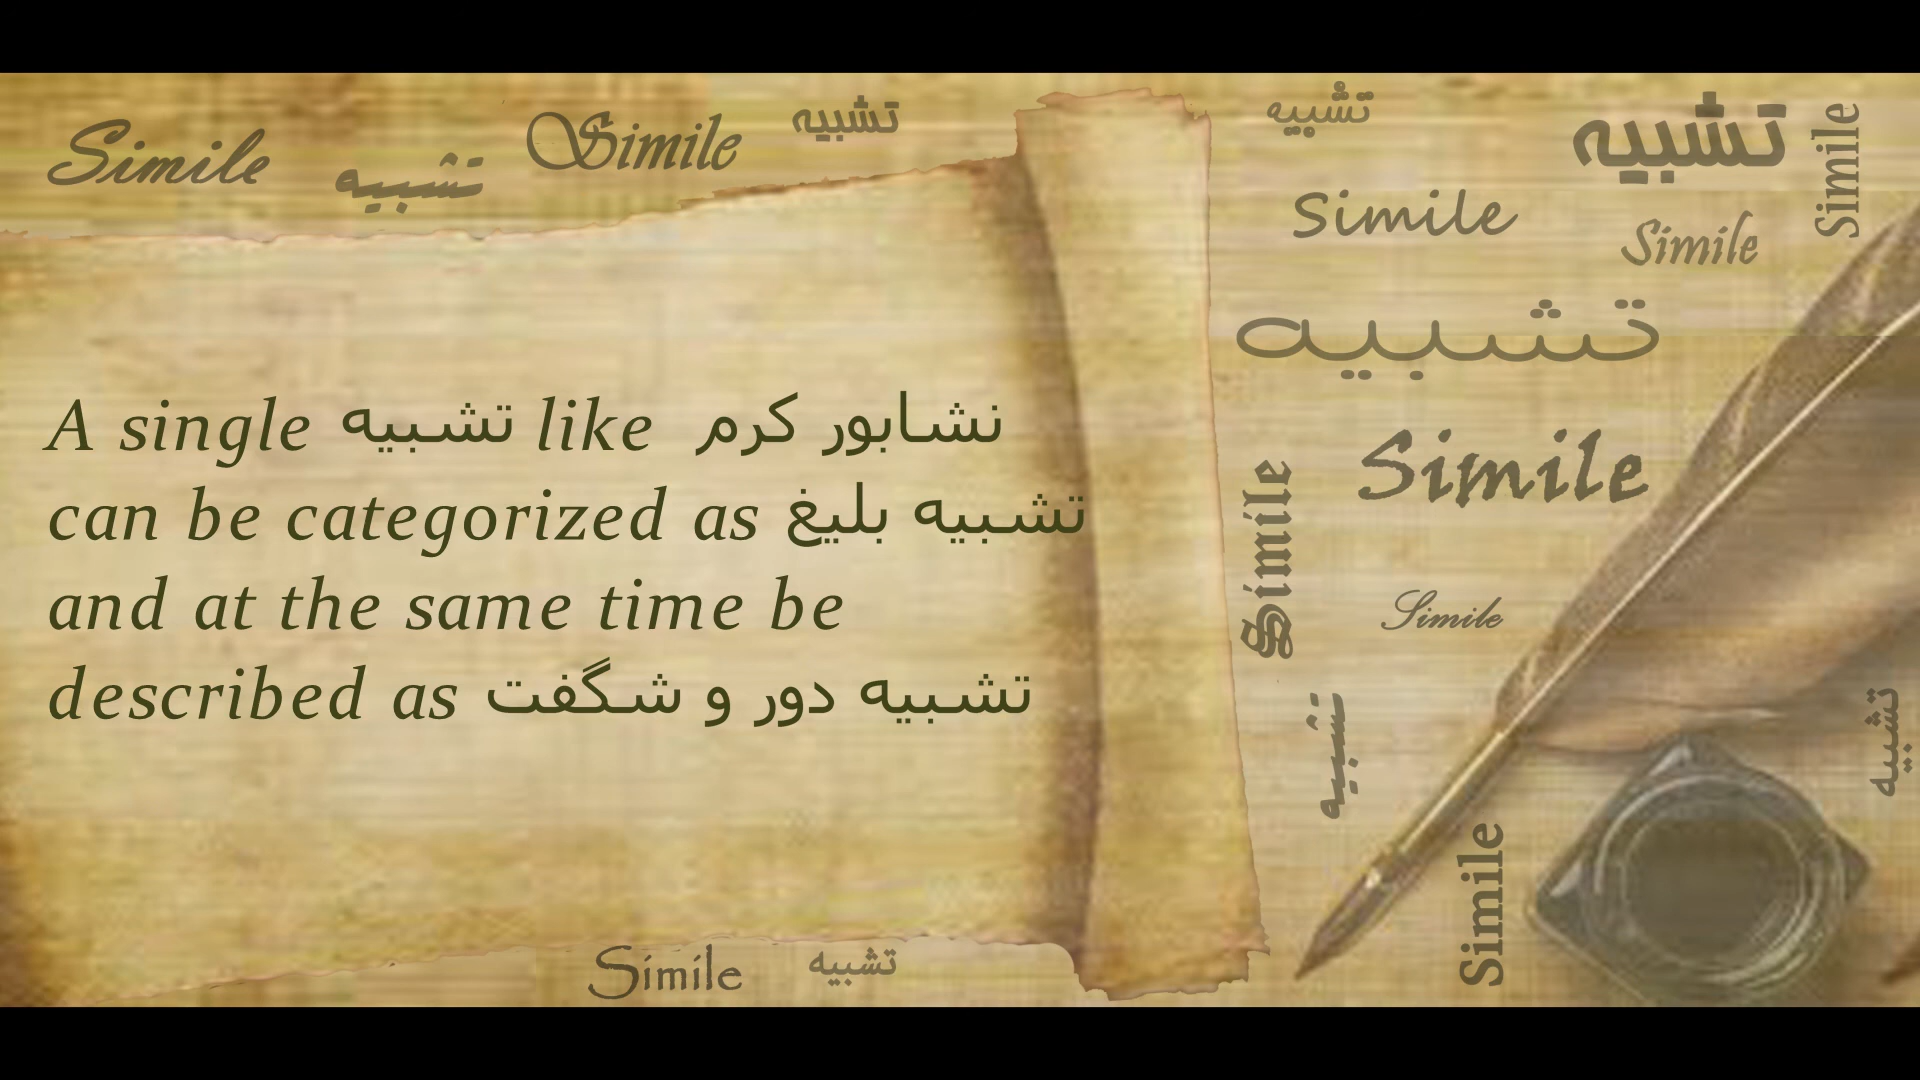 Simile
تشبیه
Simile
تشبیه
تشبیه
تشبیه
Simile
Simile
Simile
تشبیه
A single تشبیه like نشابور کرم
can be categorized as تشبیه بلیغ
and at the same time be
described as تشبیه دور و شگفت
Simile
Simile
Simile
تشبیه
تشبیه
Simile
Simile
تشبیه